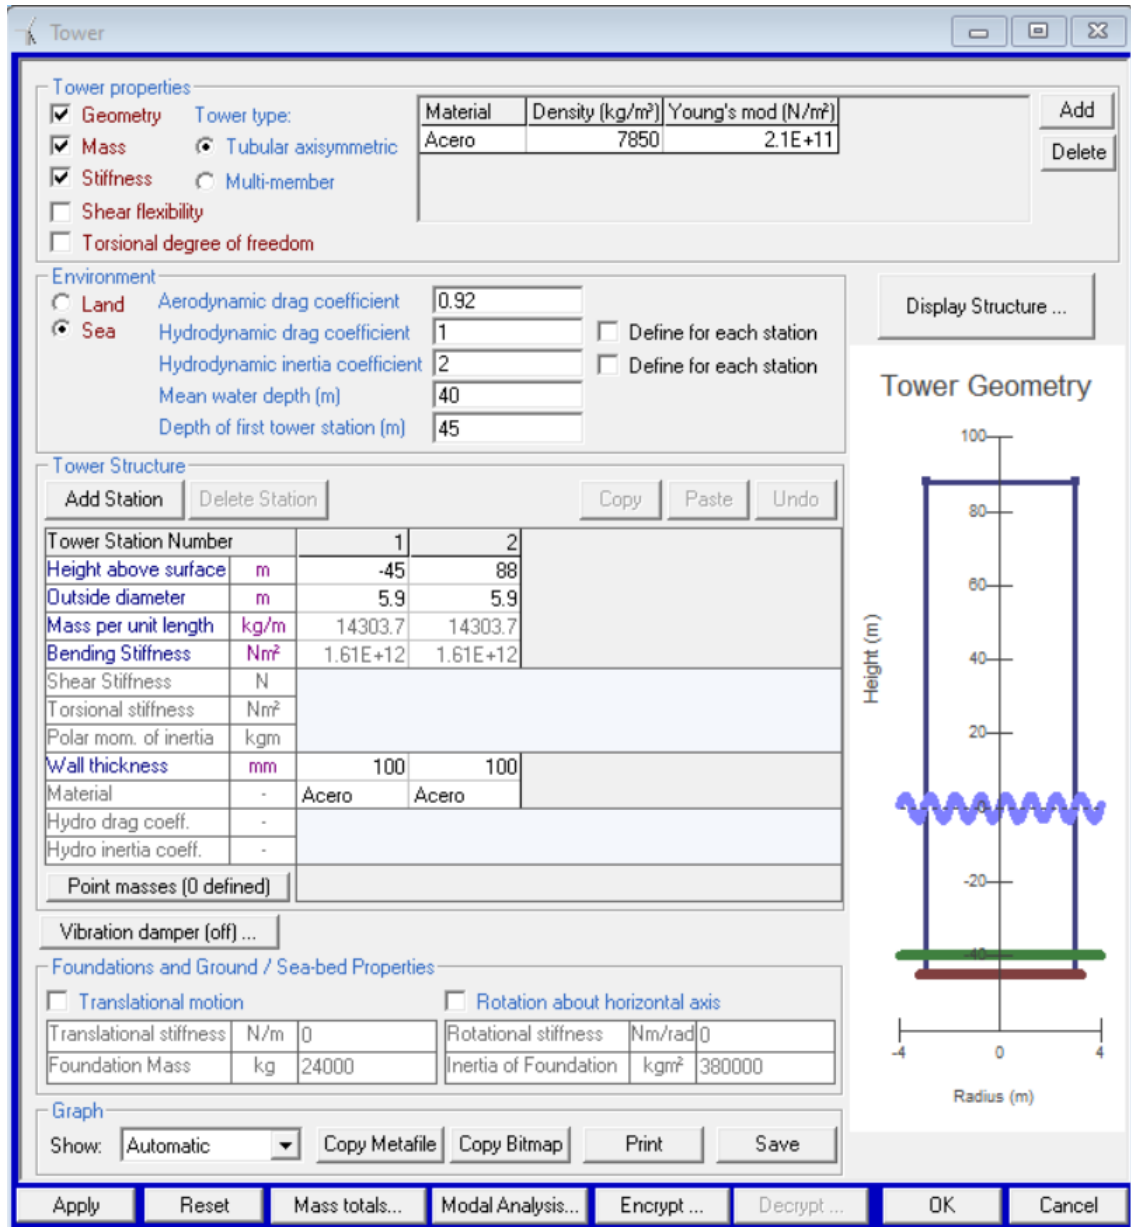 Tower
Tower properties
Geometry Tower type:
Mass Tubular axisymmetric
Stiffness Multi-member
Shear flexibility
Torsional degree of freedom
Material Density (kg/m³) Young's mod (N/m²)
Acero 7850 2.1E+11
Add
Delete
Environment
Land Aerodynamic drag coefficient 0.92
Sea Hydrodynamic drag coefficient 1 Define for each station
Hydrodynamic inertia coefficient 2 Define for each station
Mean water depth (m) 40
Depth of first tower station (m) 45
Display Structure ...
Tower Structure
Add Station Delete Station Copy Paste Undo
Tower Station Number 1 2
Height above surface m -45 88
Outside diameter m 5.9 5.9
Mass per unit length kg/m 14303.7 14303.7
Bending Stiffness Nm² 1.61E+12 1.61E+12
Shear Stiffness N
Torsional stiffness Nm²
Polar mom. of inertia kgm
Wall thickness mm 100 100
Material - Acero Acero
Hydro drag coeff. -
Hydro inertia coeff. -
Point masses (0 defined)
Vibration damper (off) ...
Foundations and Ground / Sea-bed Properties
Translational motion Rotation about horizontal axis
Translational stiffness N/m 0 Rotational stiffness Nm/rad 0
Foundation Mass kg 24000 Inertia of Foundation kgm² 380000
Graph
Show: Automatic Copy Metafile Copy Bitmap Print Save
Tower Geometry
100
80
60
40
20
0
-20
-40
Height (m)
-4 0 4
Radius (m)
Apply Reset Mass totals... Modal Analysis... Encrypt ... Decrypt ... OK Cancel